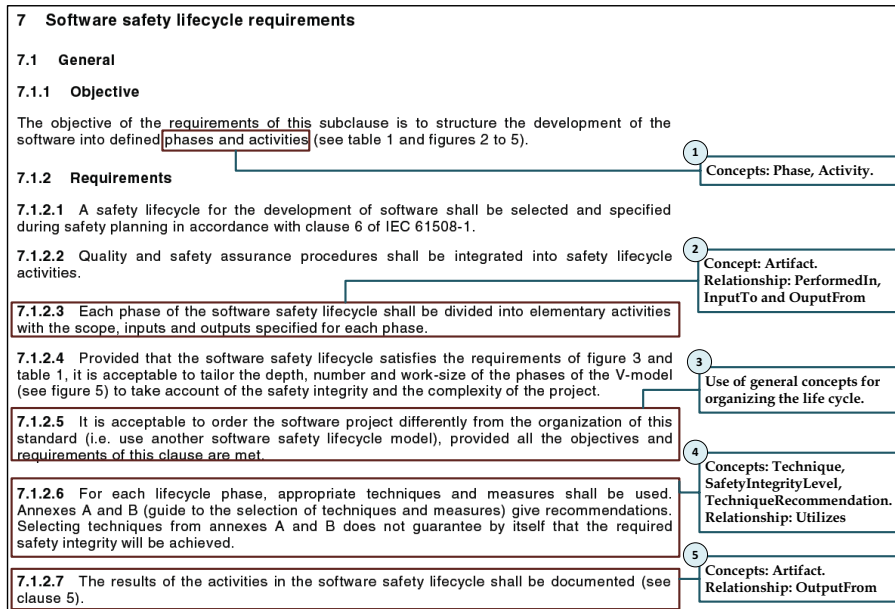 7 Software safety lifecycle requirements
7.1 General
7.1.1 Objective
The objective of the requirements of this subclause is to structure the development of the
software into defined phases and activities (see table 1 and figures 2 to 5).
1
Concepts: Phase, Activity.
7.1.2 Requirements
7.1.2.1 A safety lifecycle for the development of software shall be selected and specified
during safety planning in accordance with clause 6 of IEC 61508-1.
7.1.2.2 Quality and safety assurance procedures shall be integrated into safety lifecycle
activities.
2
Concept: Artifact.
Relationship: PerformedIn,
InputTo and OuputFrom
7.1.2.3 Each phase of the software safety lifecycle shall be divided into elementary activities
with the scope, inputs and outputs specified for each phase.
7.1.2.4 Provided that the software safety lifecycle satisfies the requirements of figure 3 and
table 1, it is acceptable to tailor the depth, number and work-size of the phases of the V-model
(see figure 5) to take account of the safety integrity and the complexity of the project.
3
Use of general concepts for
organizing the life cycle.
7.1.2.5 It is acceptable to order the software project differently from the organization of this
standard (i.e. use another software safety lifecycle model), provided all the objectives and
requirements of this clause are met.
4
Concepts: Technique,
SafetyIntegrityLevel,
TechniqueRecommendation.
Relationship: Utilizes
7.1.2.6 For each lifecycle phase, appropriate techniques and measures shall be used.
Annexes A and B (guide to the selection of techniques and measures) give recommendations.
Selecting techniques from annexes A and B does not guarantee by itself that the required
safety integrity will be achieved.
5
Concepts: Artifact.
Relationship: OutputFrom
7.1.2.7 The results of the activities in the software safety lifecycle shall be documented (see
clause 5).